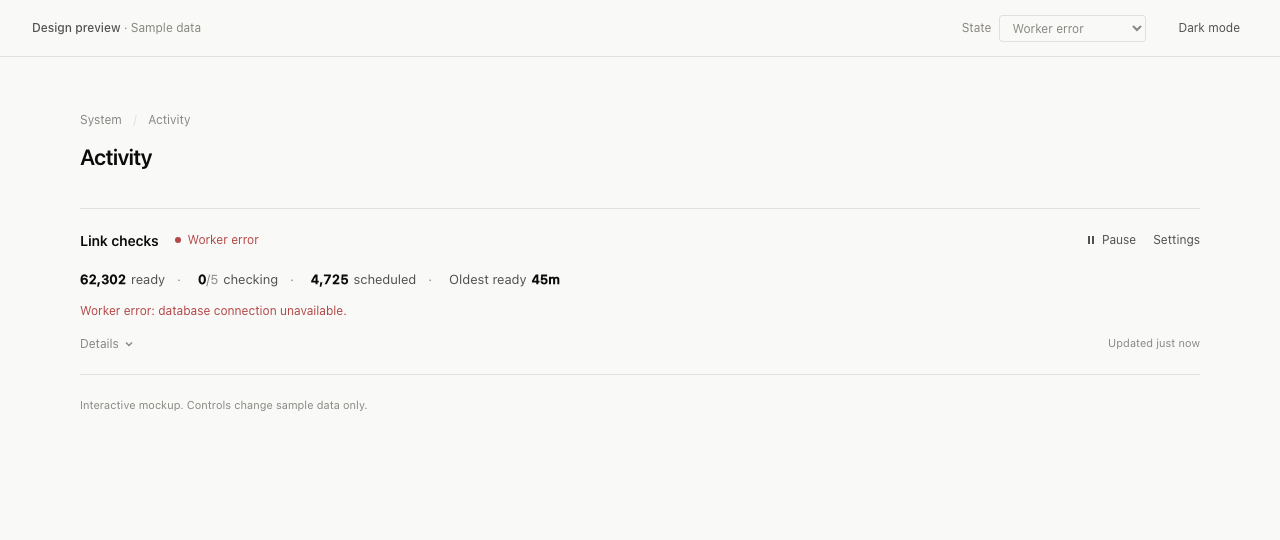 Design preview · Sample data
State Worker error Dark mode
System / Activity
Activity
Link checks Worker error Pause Settings
62,302 ready · 0/5 checking · 4,725 scheduled · Oldest ready 45m
Worker error: database connection unavailable.
Details Updated just now
Interactive mockup. Controls change sample data only.